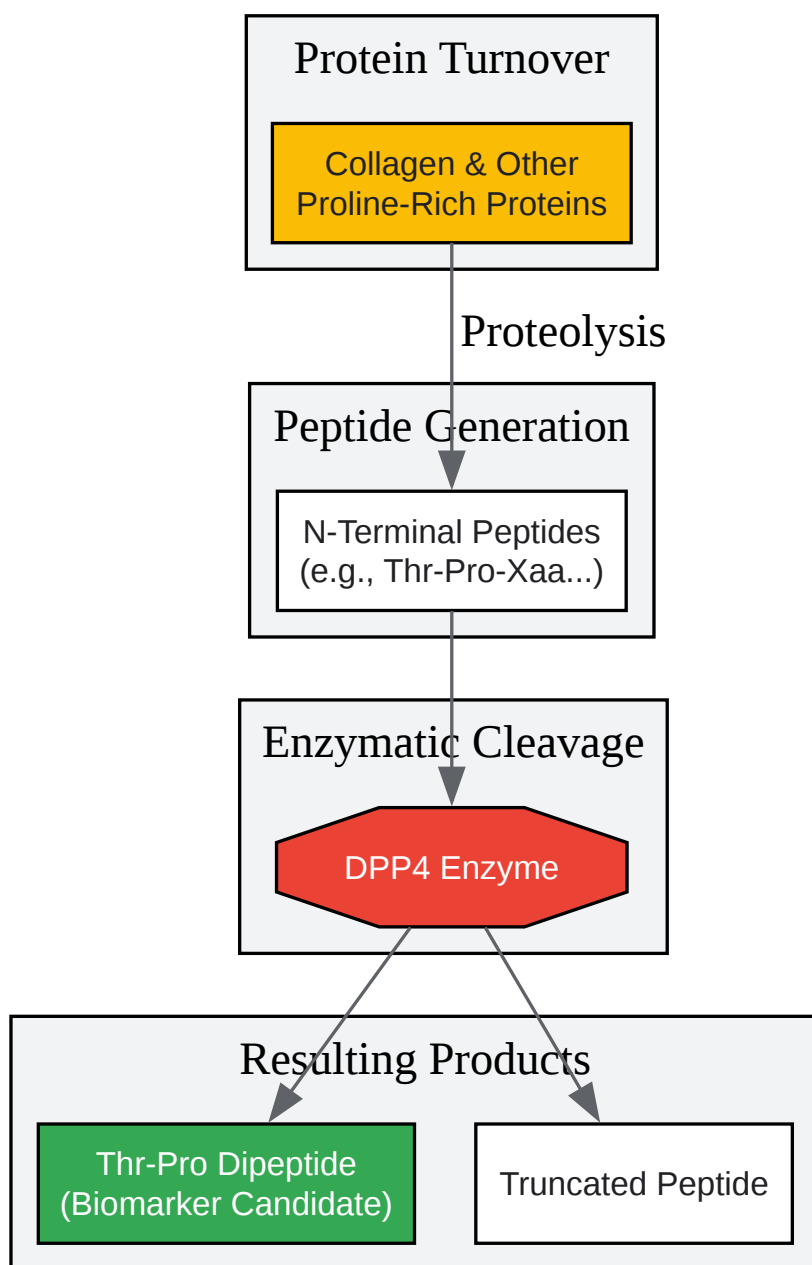 Protein Turnover
Collagen & Other
Proline-Rich Proteins
Proteolysis
Peptide Generation
N-Terminal Peptides
(e.g., Thr-Pro-Xaa...)
Enzymatic Cleavage
DPP4 Enzyme
Resulting Products
Thr-Pro Dipeptide
(Biomarker Candidate)
Truncated Peptide